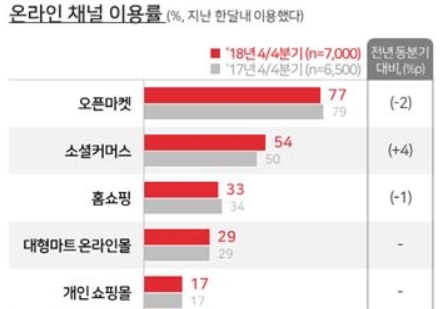 온라인 채널 이용률 (%, 지난 한달내 이용했다)
■ '18년 4/4분기 (n=7,000)
■ '17년 4/4분기 (n=6,500)
전년 동분기
대비, (%p)
오픈마켓 77 (-2)
79
소셜커머스 54 (+4)
50
홈쇼핑 33 (-1)
34
대형마트 온라인몰 29 -
29
개인 쇼핑몰 17 -
17